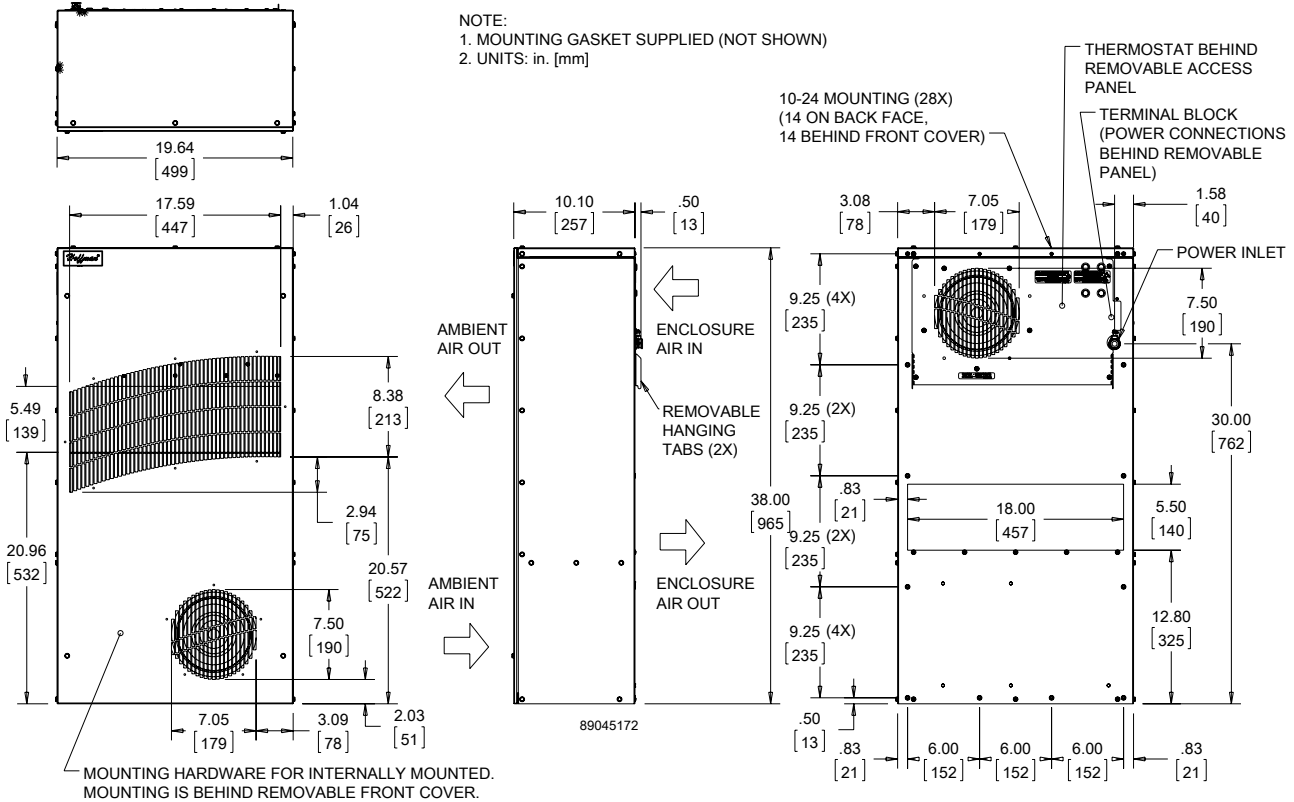 NOTE:
1. MOUNTING GASKET SUPPLIED (NOT SHOWN)
2. UNITS: in. [mm]
THERMOSTAT BEHIND
REMOVABLE ACCESS
PANEL
10-24 MOUNTING (28X)
(14 ON BACK FACE,
14 BEHIND FRONT COVER)
TERMINAL BLOCK
(POWER CONNECTIONS
BEHIND REMOVABLE
PANEL)
19.64
[499]
17.59
[447]
1.04
[26]
10.10
[257]
.50
[13]
3.08
[78]
7.05
[179]
1.58
[40]
POWER INLET
Hoffman
9.25 (4X)
[235]
7.50
[190]
AMBIENT
AIR OUT
ENCLOSURE
AIR IN
5.49
[139]
8.38
[213]
REMOVABLE
HANGING
TABS (2X)
9.25 (2X)
[235]
30.00
[762]
38.00
[965]
.83
[21]
18.00
[457]
5.50
[140]
2.94
[75]
9.25 (2X)
[235]
20.96
[532]
20.57
[522]
AMBIENT
AIR IN
ENCLOSURE
AIR OUT
7.50
[190]
9.25 (4X)
[235]
12.80
[325]
7.05
[179]
3.09
[78]
2.03
[51]
89045172
.50
[13]
.83
[21]
6.00
[152]
6.00
[152]
6.00
[152]
.83
[21]
MOUNTING HARDWARE FOR INTERNALLY MOUNTED.
MOUNTING IS BEHIND REMOVABLE FRONT COVER.